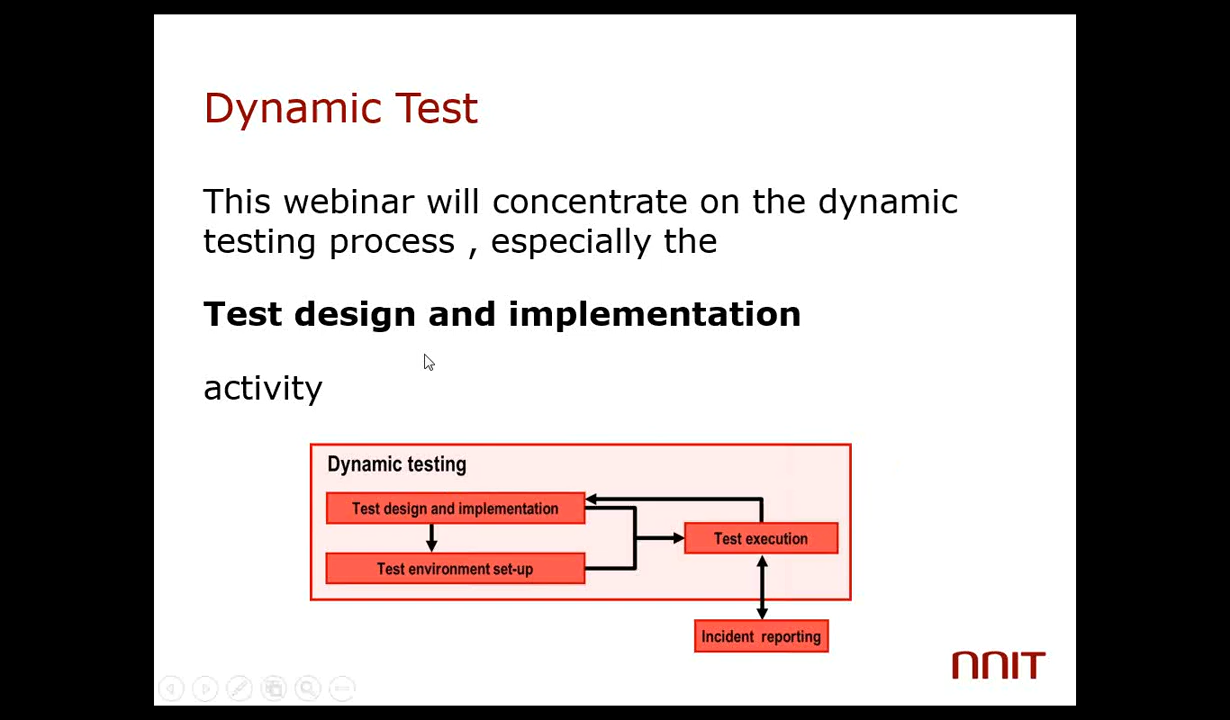 Dynamic Test
This webinar will concentrate on the dynamic
testing process , especially the
Test design and implementation
activity
Dynamic testing
Test design and implementation
Test execution
Test environment set-up
Incident reporting
NNIT